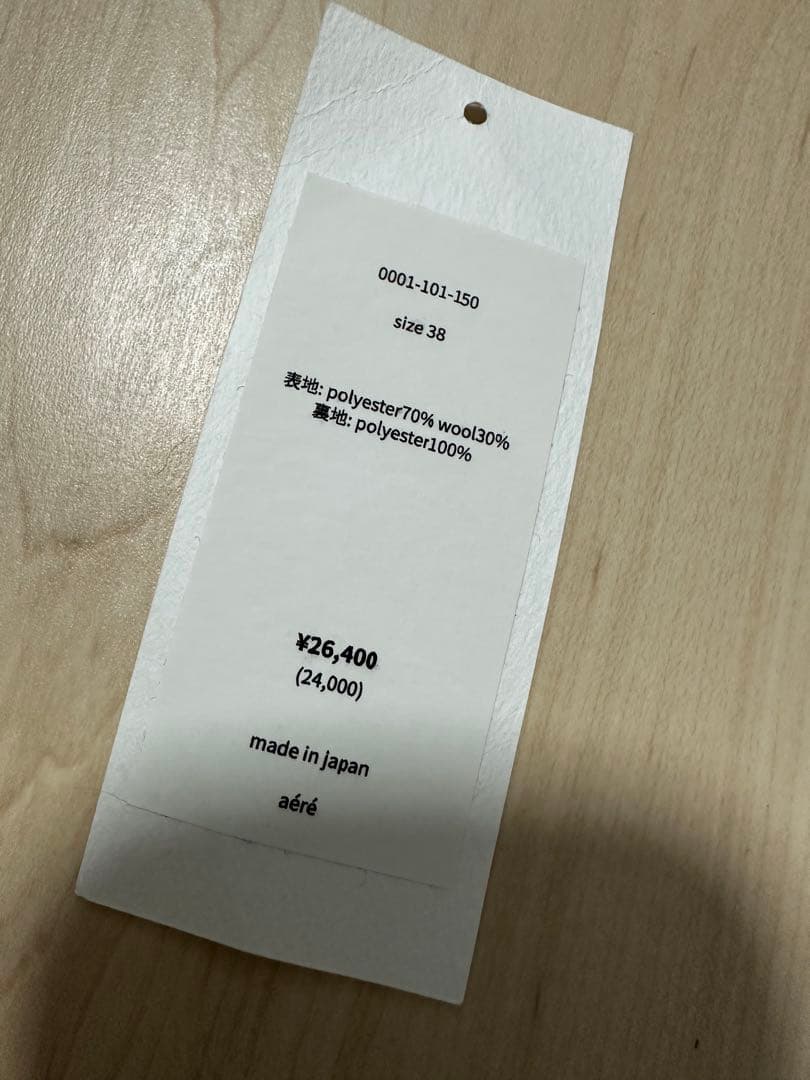 0001-101-150
size 38
表地: polyester70% wool30%
裏地: polyester100%
¥26,400
(24,000)
made in japan
aéré